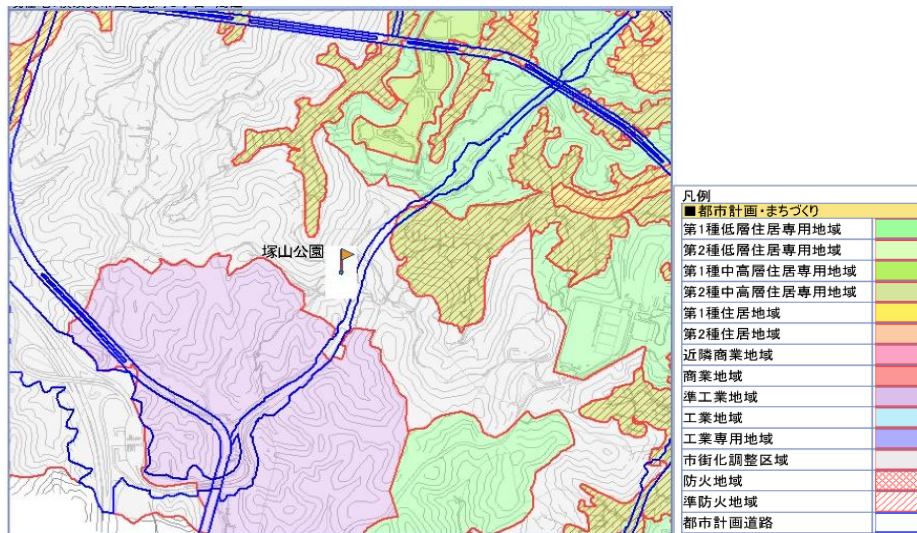 塚山公園
凡例
■都市計画・まちづくり
第1種低層住居専用地域
第2種低層住居専用地域
第1種中高層住居専用地域
第2種中高層住居専用地域
第1種住居地域
第2種住居地域
近隣商業地域
商業地域
準工業地域
工業地域
工業専用地域
市街化調整区域
防火地域
準防火地域
都市計画道路